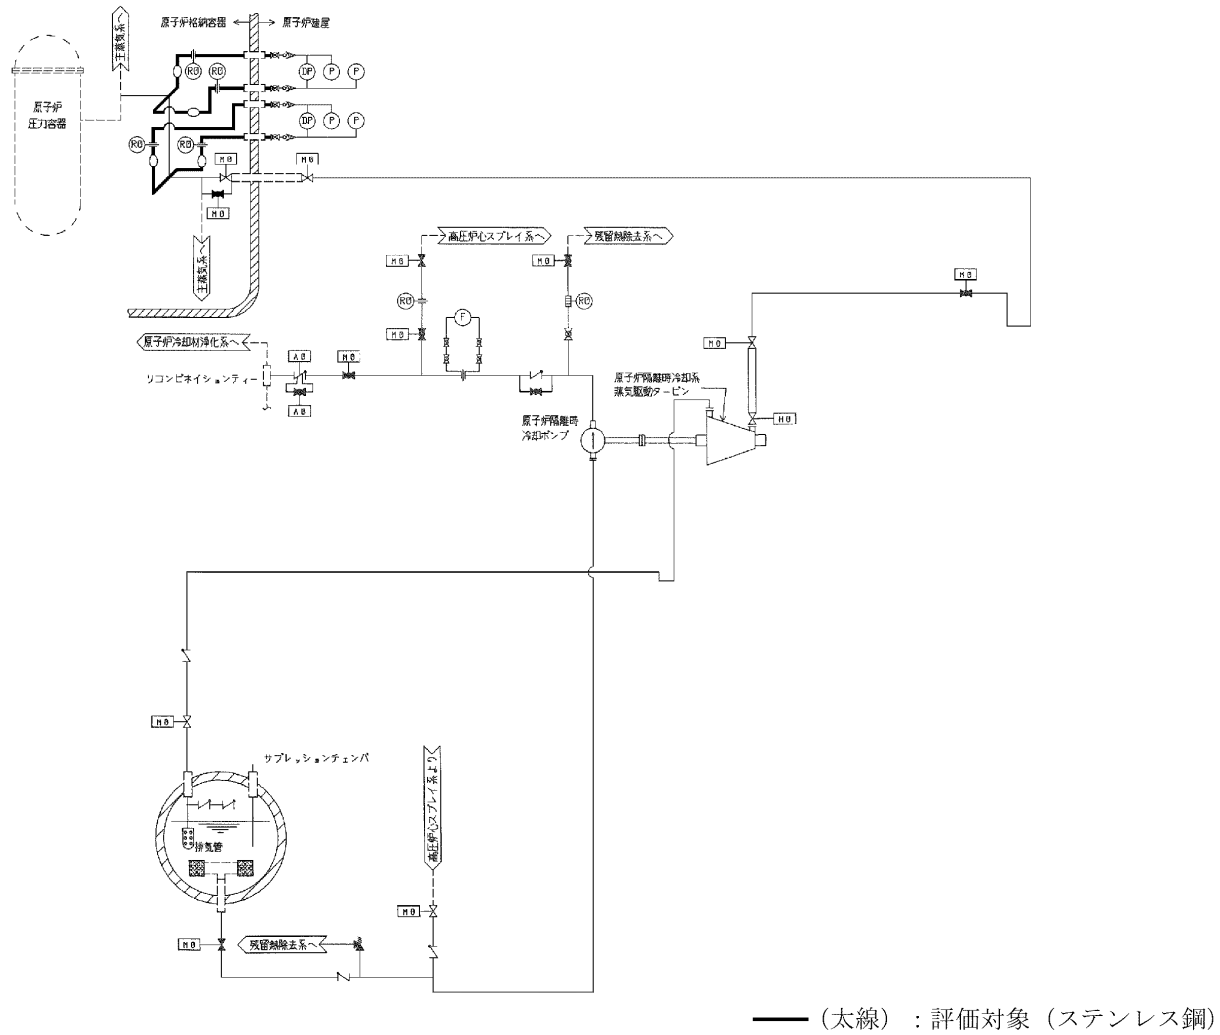 原子炉格納容器
原子炉建屋
主蒸気系へ
RO
RO
DP
P
P
原子炉
圧力容器
DP
P
P
RO
RO
MO
MO
MO
主蒸気系へ
高圧炉心スプレイ系へ
残留熱除去系へ
MO
MO
MO
RO
RO
F
MO
原子炉冷却材浄化系へ
MO
AO
MO
リコンビネイションティー
AO
原子炉隔離時冷却系
蒸気駆動タービン
MO
原子炉隔離時
冷却ポンプ
MO
サプレッションチェンバ
高圧炉心スプレイ系より
排気管
MO
MO
残留熱除去系へ
(太線) : 評価対象 (ステンレス鋼)